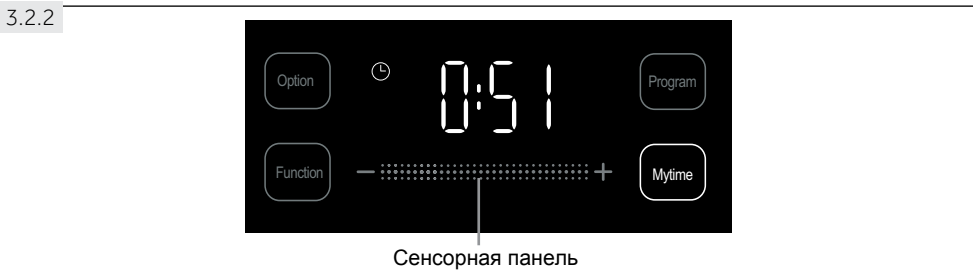 3.2.2
Option
0:51
Program
Function
− +
Mytime
Сенсорная панель